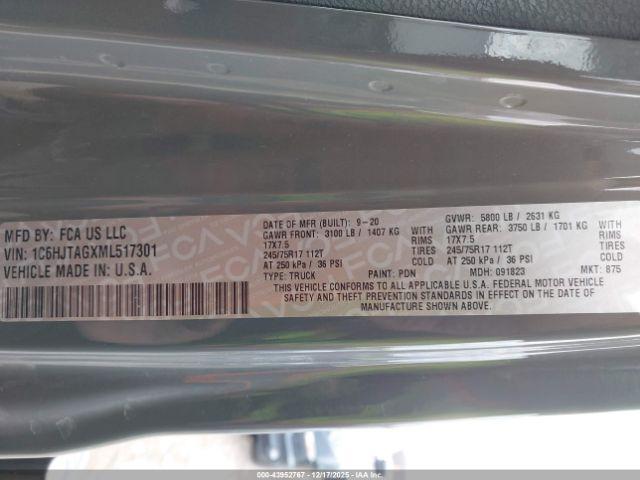 MFD BY: FCA US LLC
VIN: 1C6HJTAGXML517301
VEHICLE MADE IN U.S.A.
DATE OF MFR (BUILT): 9-20
GAWR FRONT: 3100 LB / 1407 KG WITH
17X7.5 RIMS
245/75R17 112T TIRES
AT 250 kPa / 36 PSI COLD
TYPE: TRUCK PAINT: PDN
GVWR: 5800 LB / 2631 KG
GAWR REAR: 3750 LB / 1701 KG WITH
17X7.5 RIMS
245/75R17 112T TIRES
AT 250 kPa / 36 PSI COLD
MDH: 091823 MKT: 875
THIS VEHICLE CONFORMS TO ALL APPLICABLE U.S.A. FEDERAL MOTOR VEHICLE
SAFETY AND THEFT PREVENTION STANDARDS IN EFFECT ON THE DATE OF
MANUFACTURE SHOWN ABOVE.
000-43952767 - 12/17/2025 - IAA Inc.